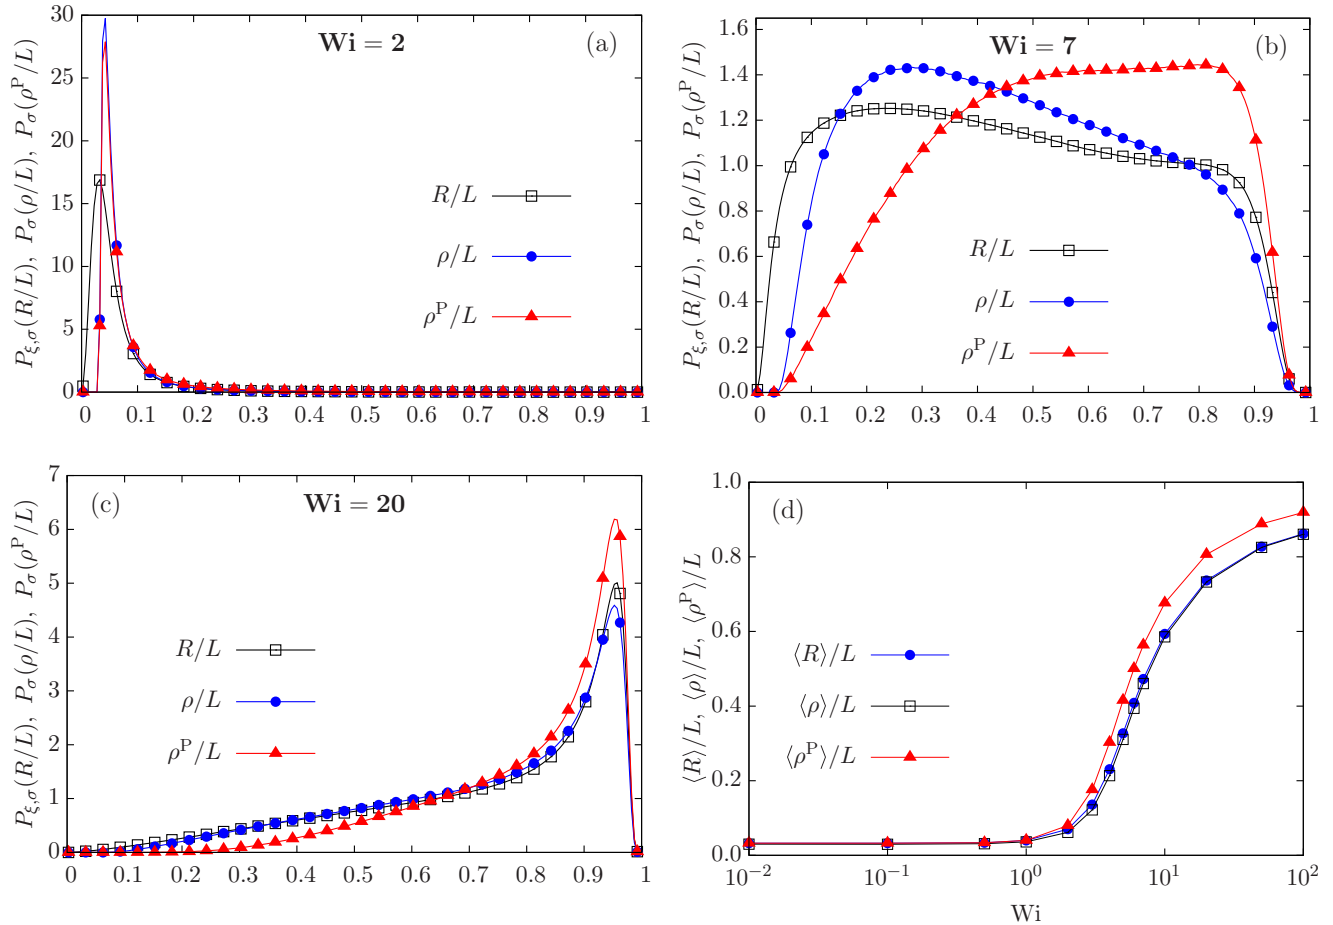 (a)
Wi = 2
P_{ξ,σ}(R/L), P_σ(ρ/L), P_σ(ρ^P/L)
30
25
20
15
10
5
0
R/L
ρ/L
ρ^P/L
0 0.1 0.2 0.3 0.4 0.5 0.6 0.7 0.8 0.9 1
(b)
Wi = 7
P_{ξ,σ}(R/L), P_σ(ρ/L), P_σ(ρ^P/L)
1.6
1.4
1.2
1.0
0.8
0.6
0.4
0.2
0.0
R/L
ρ/L
ρ^P/L
0 0.1 0.2 0.3 0.4 0.5 0.6 0.7 0.8 0.9 1
(c)
Wi = 20
P_{ξ,σ}(R/L), P_σ(ρ/L), P_σ(ρ^P/L)
7
6
5
4
3
2
1
0
R/L
ρ/L
ρ^P/L
0 0.1 0.2 0.3 0.4 0.5 0.6 0.7 0.8 0.9 1
(d)
⟨R⟩/L, ⟨ρ⟩/L, ⟨ρ^P⟩/L
1.0
0.8
0.6
0.4
0.2
0.0
⟨R⟩/L
⟨ρ⟩/L
⟨ρ^P⟩/L
10^{−2} 10^{−1} 10^0 10^1 10^2
Wi